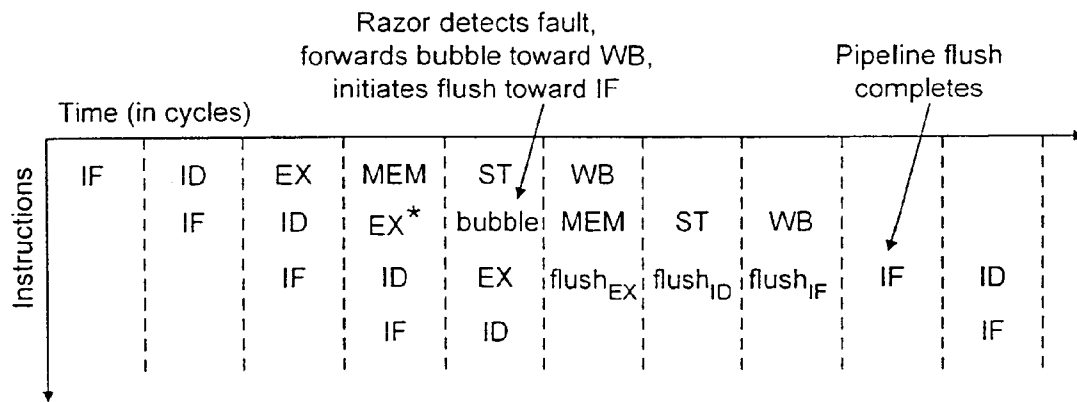 Razor detects fault,
forwards bubble toward WB,
initiates flush toward IF
Pipeline flush
completes
Time (in cycles)
Instructions
IF ID EX MEM ST WB
IF ID EX* bubble MEM ST WB
IF ID EX flushEX flushID flushIF IF ID
IF ID IF